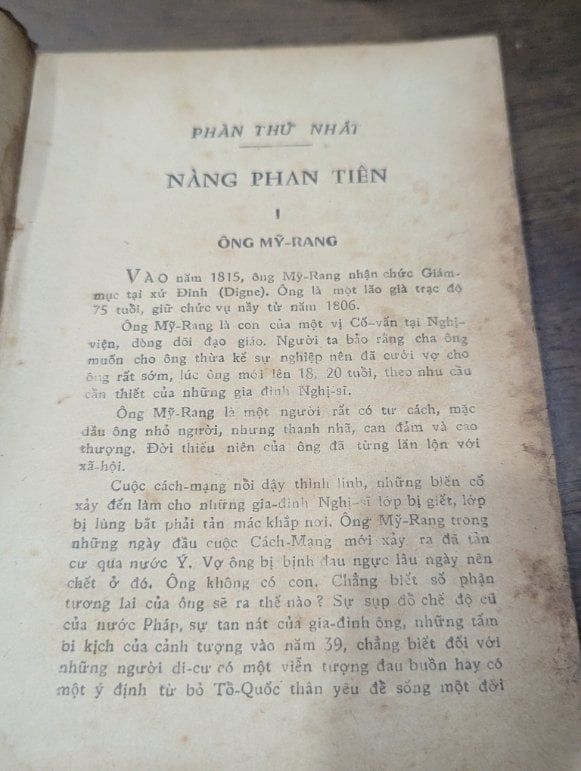 PHẦN THỨ NHẤT
NÀNG PHAN TIÊN
I
ÔNG MỸ-RANG
VÀO năm 1815, ông Mỹ-Rang nhận chức Giám-
mục tại xứ Đinh (Digne). Ông là một lão già trạc độ
75 tuổi, giữ chức vụ nầy từ năm 1806.
Ông Mỹ-Rang là con của một vị Cố-vấn tại Nghị-
viện, dòng dõi đạo giáo. Người ta bảo rằng cha ông
muốn cho ông thừa kế sự nghiệp nên đã cưới vợ cho
ông rất sớm, lúc ông mới lên 18, 20 tuổi, theo nhu cầu
cần thiết của những gia đình Nghị-sĩ.
Ông Mỹ-Rang là một người rất có tư cách, mặc
dầu ông nhỏ người, nhưng thanh nhã, can đảm và cao
thượng. Đời thiếu niên của ông đã từng lăn lộn với
xã-hội.
Cuộc cách-mạng nổi dậy thình lình, những biến cố
xảy đến làm cho những gia-đình Nghị-sĩ lớp bị giết, lớp
bị lùng bắt phải tản mác khắp nơi. Ông Mỹ-Rang trong
những ngày đầu cuộc Cách-Mạng mới xảy ra đã tản
cư qua nước Ý. Vợ ông bị bịnh đau ngực lâu ngày nên
chết ở đó. Ông không có con. Chẳng biết số phận
tương lai của ông sẽ ra thế nào? Sự sụp đổ chế độ cũ
của nước Pháp, sự tan nát của gia-đình ông, những tấm
bi kịch của cảnh tượng vào năm 39, chẳng biết đối với
những người di-cư có một viễn tượng đau buồn hay có
một ý định từ bỏ Tổ-Quốc thân yêu để sống một đời